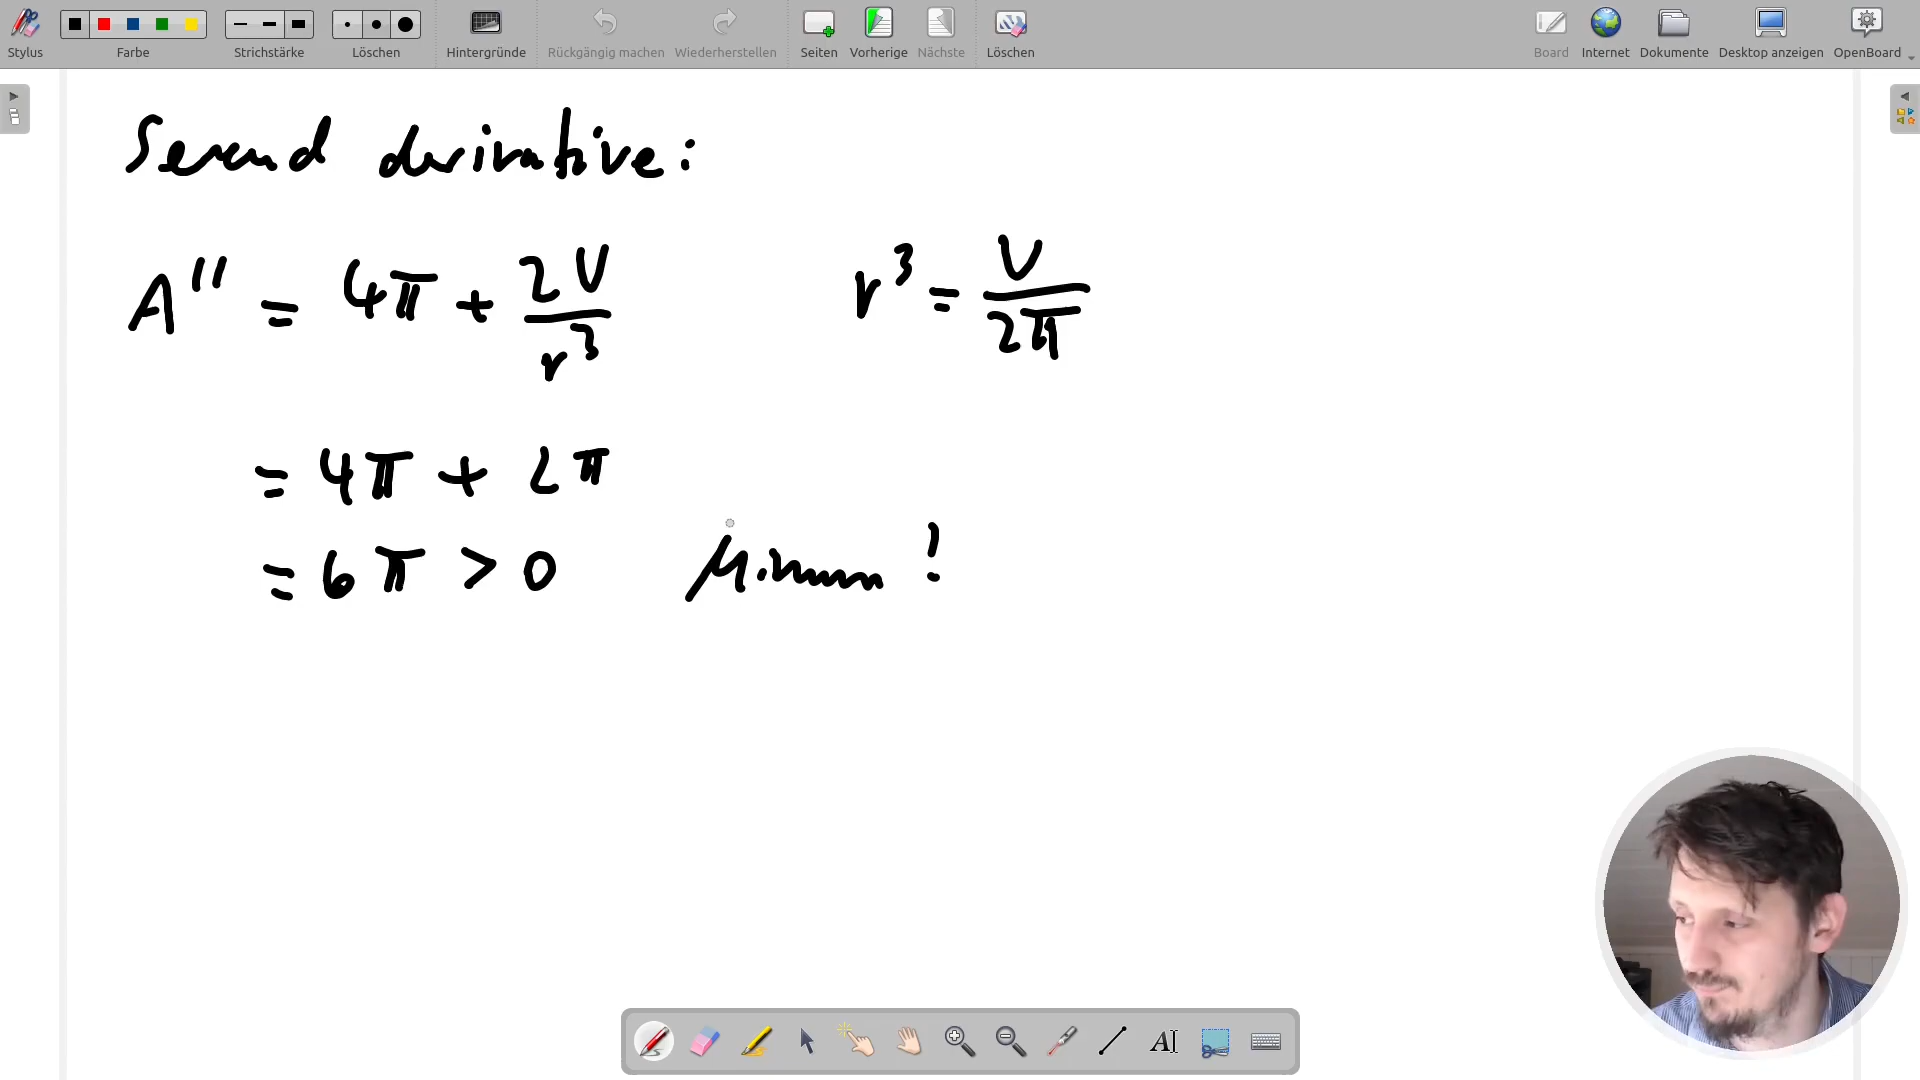 Stylus Farbe Strichstärke Löschen Hintergründe Rückgängig machen Wiederherstellen Seiten Vorherige Nächste Löschen Board Internet Dokumente Desktop anzeigen OpenBoard
Second derivative:
A'' = 4π + 2V/r³
r³ = V/2π
= 4π + 2π
= 6π > 0 Minimum!